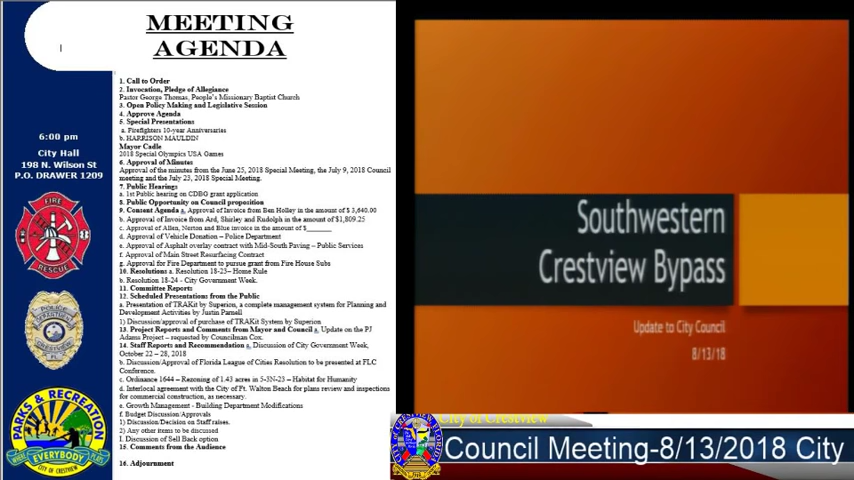 MEETING
AGENDA
1. Call to Order
2. Invocation, Pledge of Allegiance
Pastor George Thomas, People's Missionary Baptist Church
3. Open Policy Making and Legislative Session
4. Approve Agenda
5. Special Presentations
a. Firefighters 10-year Anniversaries
b. HARRISON MAULDIN
Mayor Cadle
2018 Special Olympics USA Games
6. Approval of Minutes
Approval of the minutes from the June 25, 2018 Special Meeting, the July 9, 2018 Council
meeting and the July 23, 2018 Special Meeting.
7. Public Hearings
a. 1st Public hearing on CDBG grant application
8. Public Opportunity on Council proposition
9. Consent Agenda a. Approval of Invoice from Ben Holley in the amount of $ 3,640.00
b. Approval of Invoice from Ard, Shirley and Rudolph in the amount of $1,809.25
c. Approval of Allen, Norton and Blue invoice in the amount of $______
d. Approval of Vehicle Donation – Police Department
e. Approval of Asphalt overlay contract with Mid-South Paving – Public Services
f. Approval of Main Street Resurfacing Contract
g. Approval for Fire Department to pursue grant from Fire House Subs
10. Resolutions a. Resolution 18-23– Home Rule
b. Resolution 18-24 - City Government Week.
11. Committee Reports
12. Scheduled Presentations from the Public
a. Presentation of TRAKit by Superion, a complete management system for Planning and
Development Activities by Justin Parnell
1) Discussion/approval of purchase of TRAKit System by Superion
13. Project Reports and Comments from Mayor and Council a. Update on the PJ
Adams Project – requested by Councilman Cox.
14. Staff Reports and Recommendation a. Discussion of City Government Week,
October 22 – 28, 2018
b. Discussion/Approval of Florida League of Cities Resolution to be presented at FLC
Conference.
c. Ordinance 1644 – Rezoning of 1.43 acres in 5-3N-23 – Habitat for Humanity
d. Interlocal agreement with the City of Ft. Walton Beach for plans review and inspections
for commercial construction, as necessary.
e. Growth Management - Building Department Modifications
f. Budget Discussion/Approvals
1) Discussion/Decision on Staff raises.
2) Any other items to be discussed
I. Discussion of Sell Back option
15. Comments from the Audience
16. Adjournment
6:00 pm
City Hall
198 N. Wilson St
P.O. DRAWER 1209
FIRE
RESCUE
POLICE
PARKS & RECREATION
WHERE EVERYBODY PLAYS
CITY OF CRESTVIEW
Southwestern
Crestview Bypass
Update to City Council
8/13/18
City of Crestview
Council Meeting-8/13/2018 City